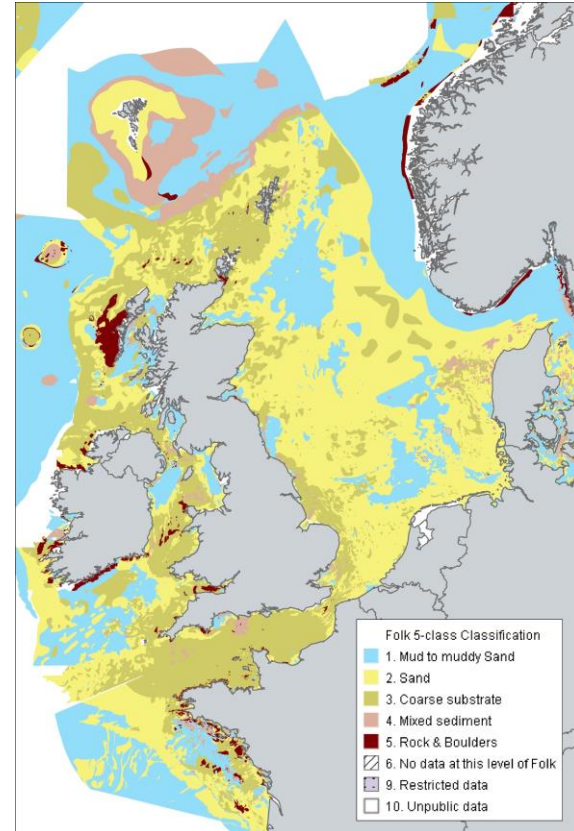 Folk 5-class Classification
1. Mud to muddy Sand
2. Sand
3. Coarse substrate
4. Mixed sediment
5. Rock & Boulders
6. No data at this level of Folk
9. Restricted data
10. Unpublic data